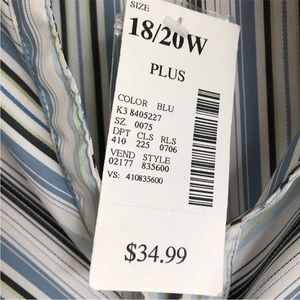 SIZE
18/20W
PLUS
COLOR BLU
K3 8405227
SZ. 0075
DPT CLS RLS
410 225 0706
VEND STYLE
02177 835600
VS: 410835600
$34.99